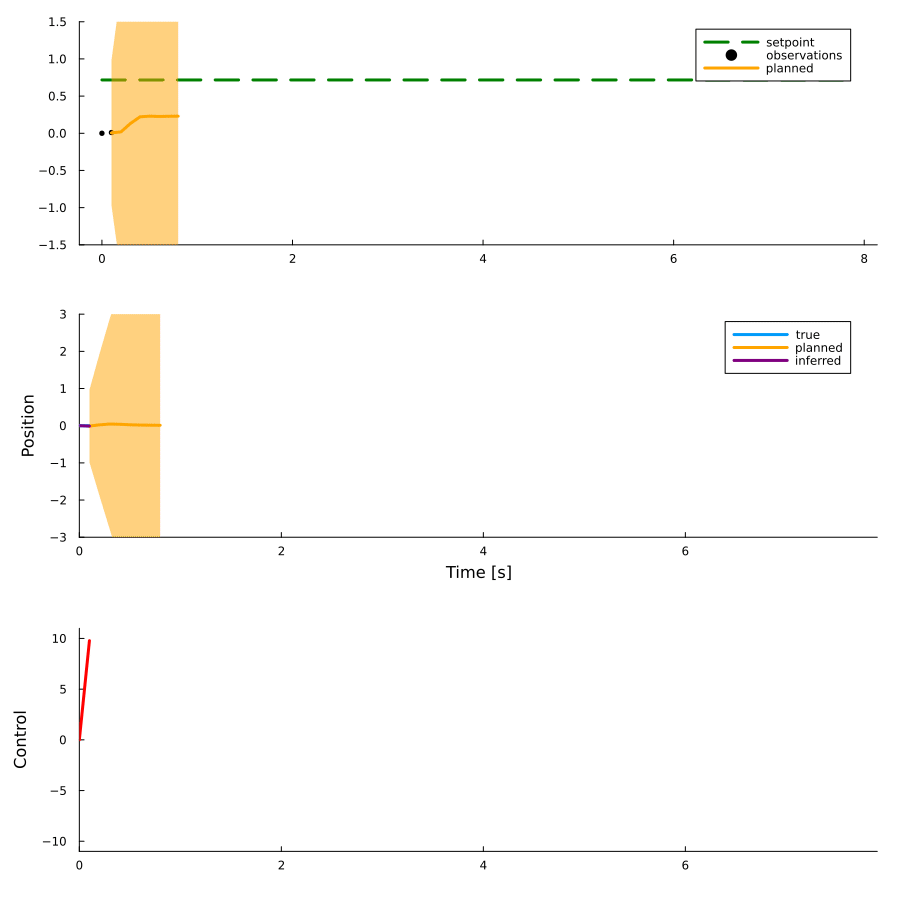 1.5
1.0
0.5
0.0
−0.5
−1.0
−1.5
setpoint
observations
planned
0 2 4 6 8
3
2
1
0
−1
−2
−3
Position
true
planned
inferred
0 2 4 6
Time [s]
10
5
0
−5
−10
Control
0 2 4 6